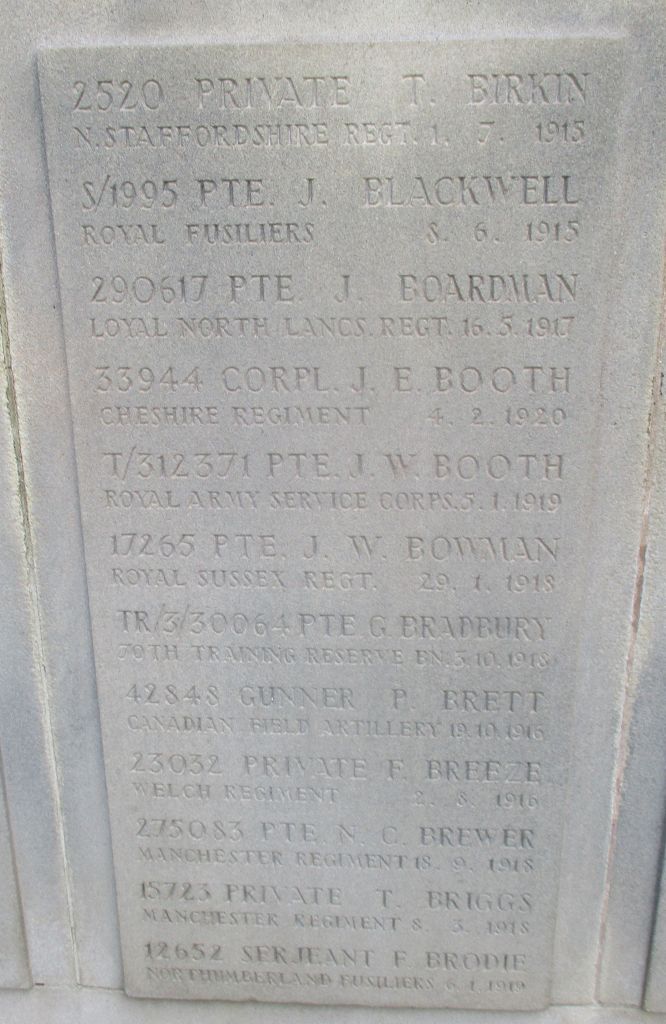 2520 PRIVATE T. BIRKIN
N. STAFFORDSHIRE REGT. 1. 7. 1915
S/1995 PTE. J. BLACKWELL
ROYAL FUSILIERS 8. 6. 1915
290617 PTE. J. BOARDMAN
LOYAL NORTH LANCS. REGT. 16. 5. 1917
33944 CORPL. J. E. BOOTH
CHESHIRE REGIMENT 4. 2. 1920
T/312371 PTE. J. W. BOOTH
ROYAL ARMY SERVICE CORPS. 5. 1. 1919
17265 PTE. J. W. BOWMAN
ROYAL SUSSEX REGT. 29. 1. 1918
TR/3/30064 PTE G. BRADBURY
70TH TRAINING RESERVE BN. 3. 10. 1918
42848 GUNNER P. BRETT
CANADIAN FIELD ARTILLERY 19. 10. 1916
23032 PRIVATE F. BREEZE
WELCH REGIMENT 2. 8. 1916
275083 PTE. N. C. BREWER
MANCHESTER REGIMENT 18. 9. 1918
15723 PRIVATE T. BRIGGS
MANCHESTER REGIMENT 8. 3. 1918
12652 SERJEANT F. BRODIE
NORTHUMBERLAND FUSILIERS 6. 1. 1919